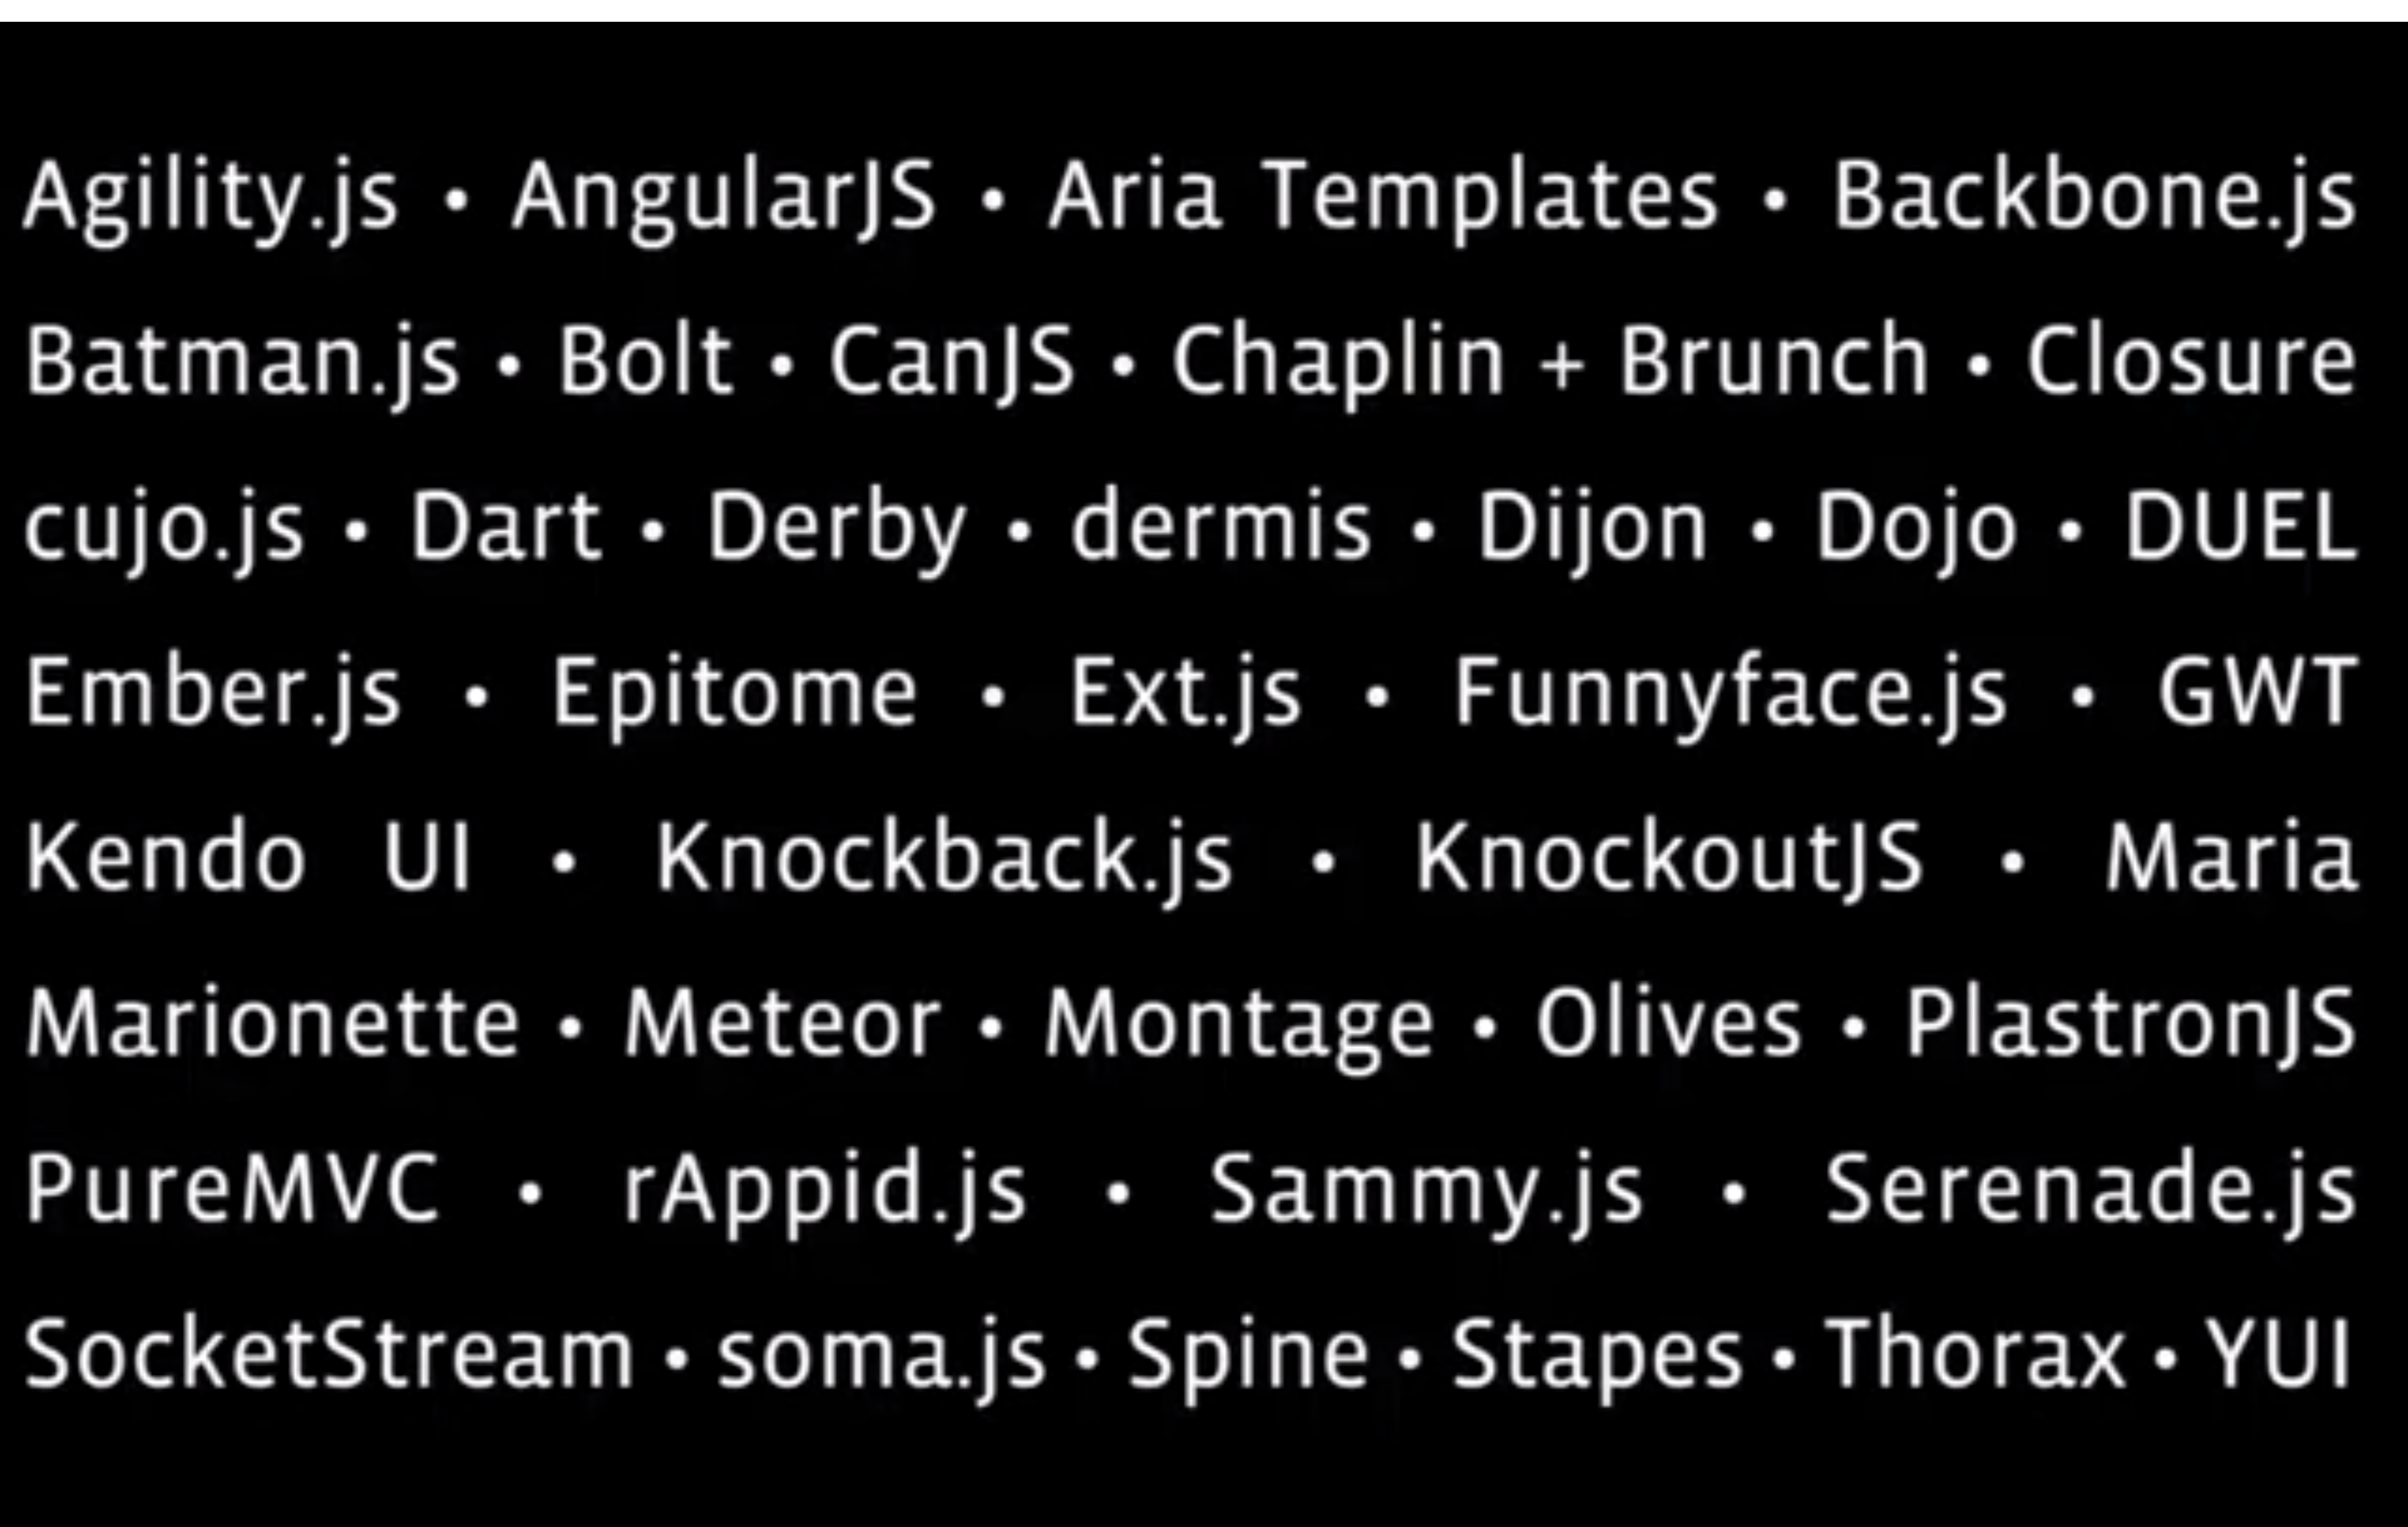 Agility.js • AngularJS • Aria Templates • Backbone.js
Batman.js • Bolt • CanJS • Chaplin + Brunch • Closure
cujo.js • Dart • Derby • dermis • Dijon • Dojo • DUEL
Ember.js • Epitome • Ext.js • Funnyface.js • GWT
Kendo UI • Knockback.js • KnockoutJS • Maria
Marionette • Meteor • Montage • Olives • PlastronJS
PureMVC • rAppid.js • Sammy.js • Serenade.js
SocketStream • soma.js • Spine • Stapes • Thorax • YUI